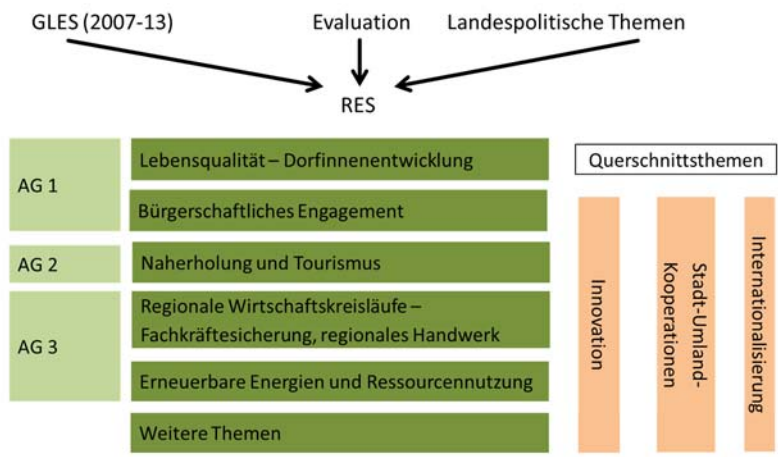 GLES (2007-13)
Evaluation
Landespolitische Themen
RES
AG 1
Lebensqualität – Dorfinnenentwicklung
Bürgerschaftliches Engagement
AG 2
Naherholung und Tourismus
AG 3
Regionale Wirtschaftskreisläufe –
Fachkräftesicherung, regionales Handwerk
Erneuerbare Energien und Ressourcennutzung
Weitere Themen
Querschnittsthemen
Innovation
Stadt-Umland-
Kooperationen
Internationalisierung